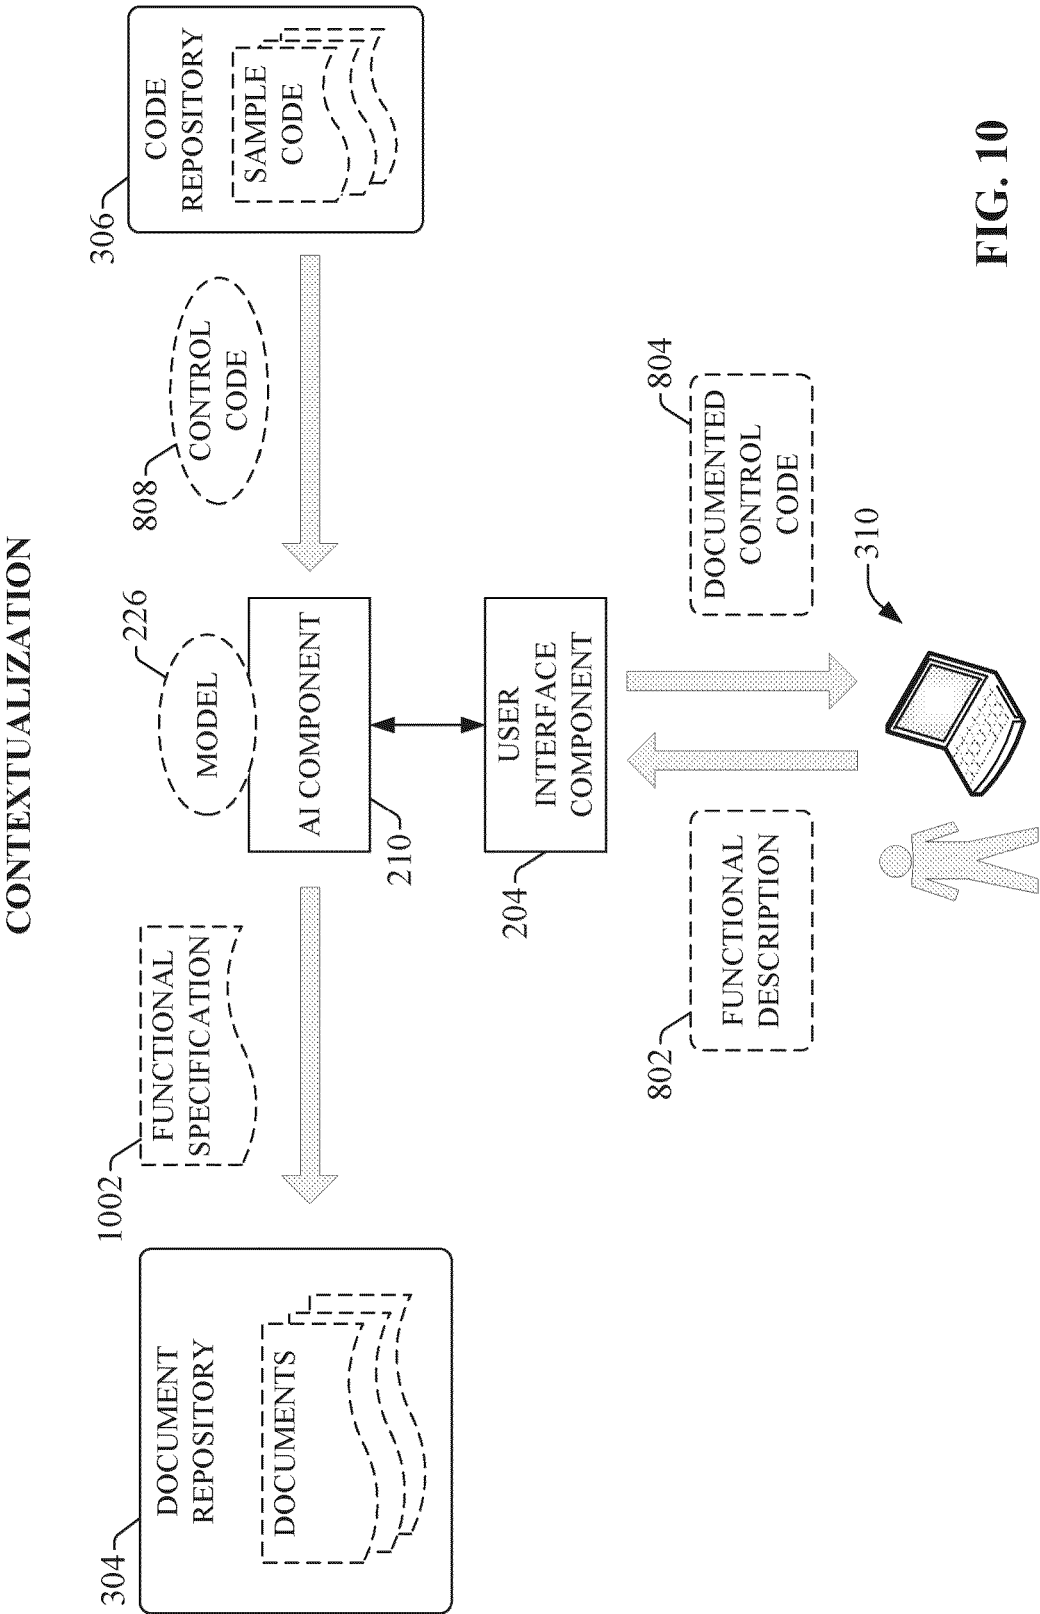 CONTEXTUALIZATION
304
DOCUMENT
REPOSITORY
DOCUMENTS
1002
FUNCTIONAL
SPECIFICATION
MODEL
226
AI COMPONENT
210
808
CONTROL
CODE
306
CODE
REPOSITORY
SAMPLE
CODE
204
USER
INTERFACE
COMPONENT
802
FUNCTIONAL
DESCRIPTION
804
DOCUMENTED
CONTROL
CODE
310
FIG. 10